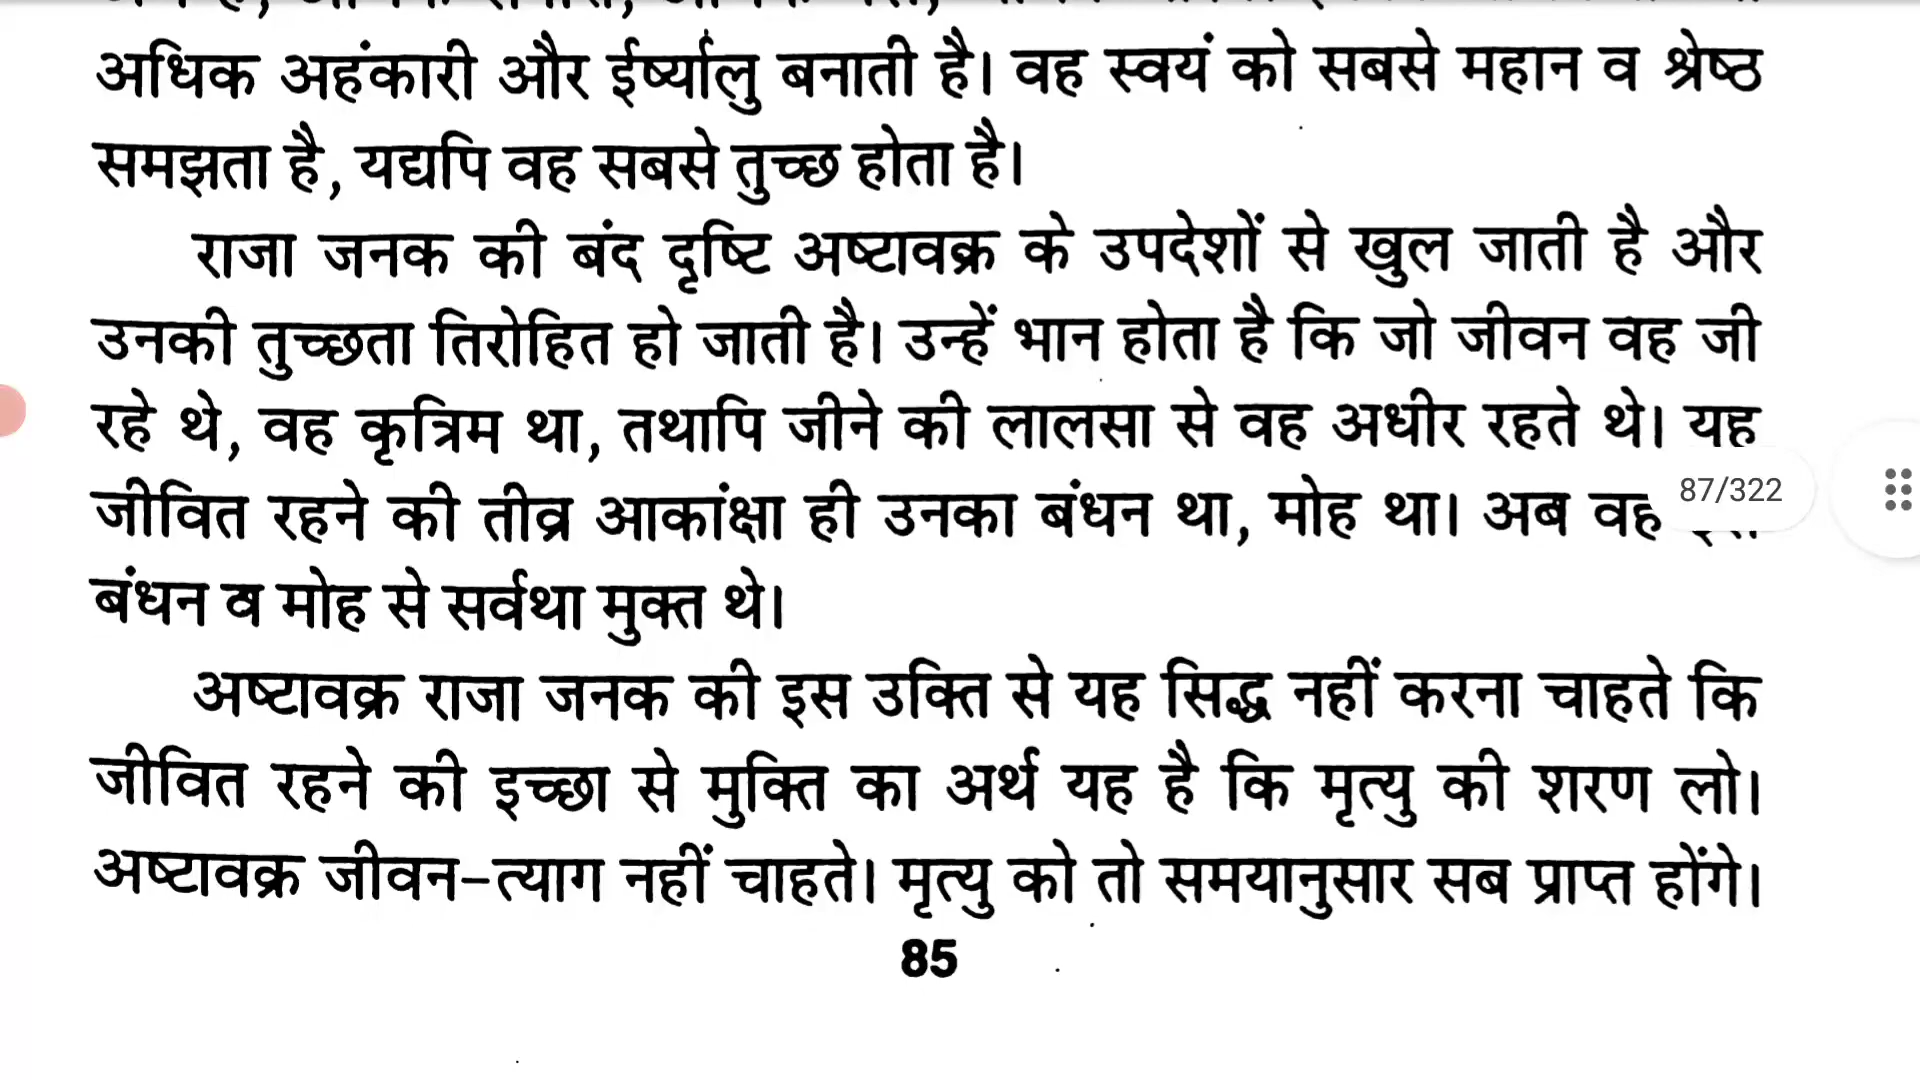 अधिक अहंकारी और ईर्ष्यालु बनाती है। वह स्वयं को सबसे महान व श्रेष्ठ
समझता है, यद्यपि वह सबसे तुच्छ होता है।
राजा जनक की बंद दृष्टि अष्टावक्र के उपदेशों से खुल जाती है और
उनकी तुच्छता तिरोहित हो जाती है। उन्हें भान होता है कि जो जीवन वह जी
रहे थे, वह कृत्रिम था, तथापि जीने की लालसा से वह अधीर रहते थे। यह
जीवित रहने की तीव्र आकांक्षा ही उनका बंधन था, मोह था। अब वह
87/322
बंधन व मोह से सर्वथा मुक्त थे।
अष्टावक्र राजा जनक की इस उक्ति से यह सिद्ध नहीं करना चाहते कि
जीवित रहने की इच्छा से मुक्ति का अर्थ यह है कि मृत्यु की शरण लो।
अष्टावक्र जीवन-त्याग नहीं चाहते। मृत्यु को तो समयानुसार सब प्राप्त होंगे।
85